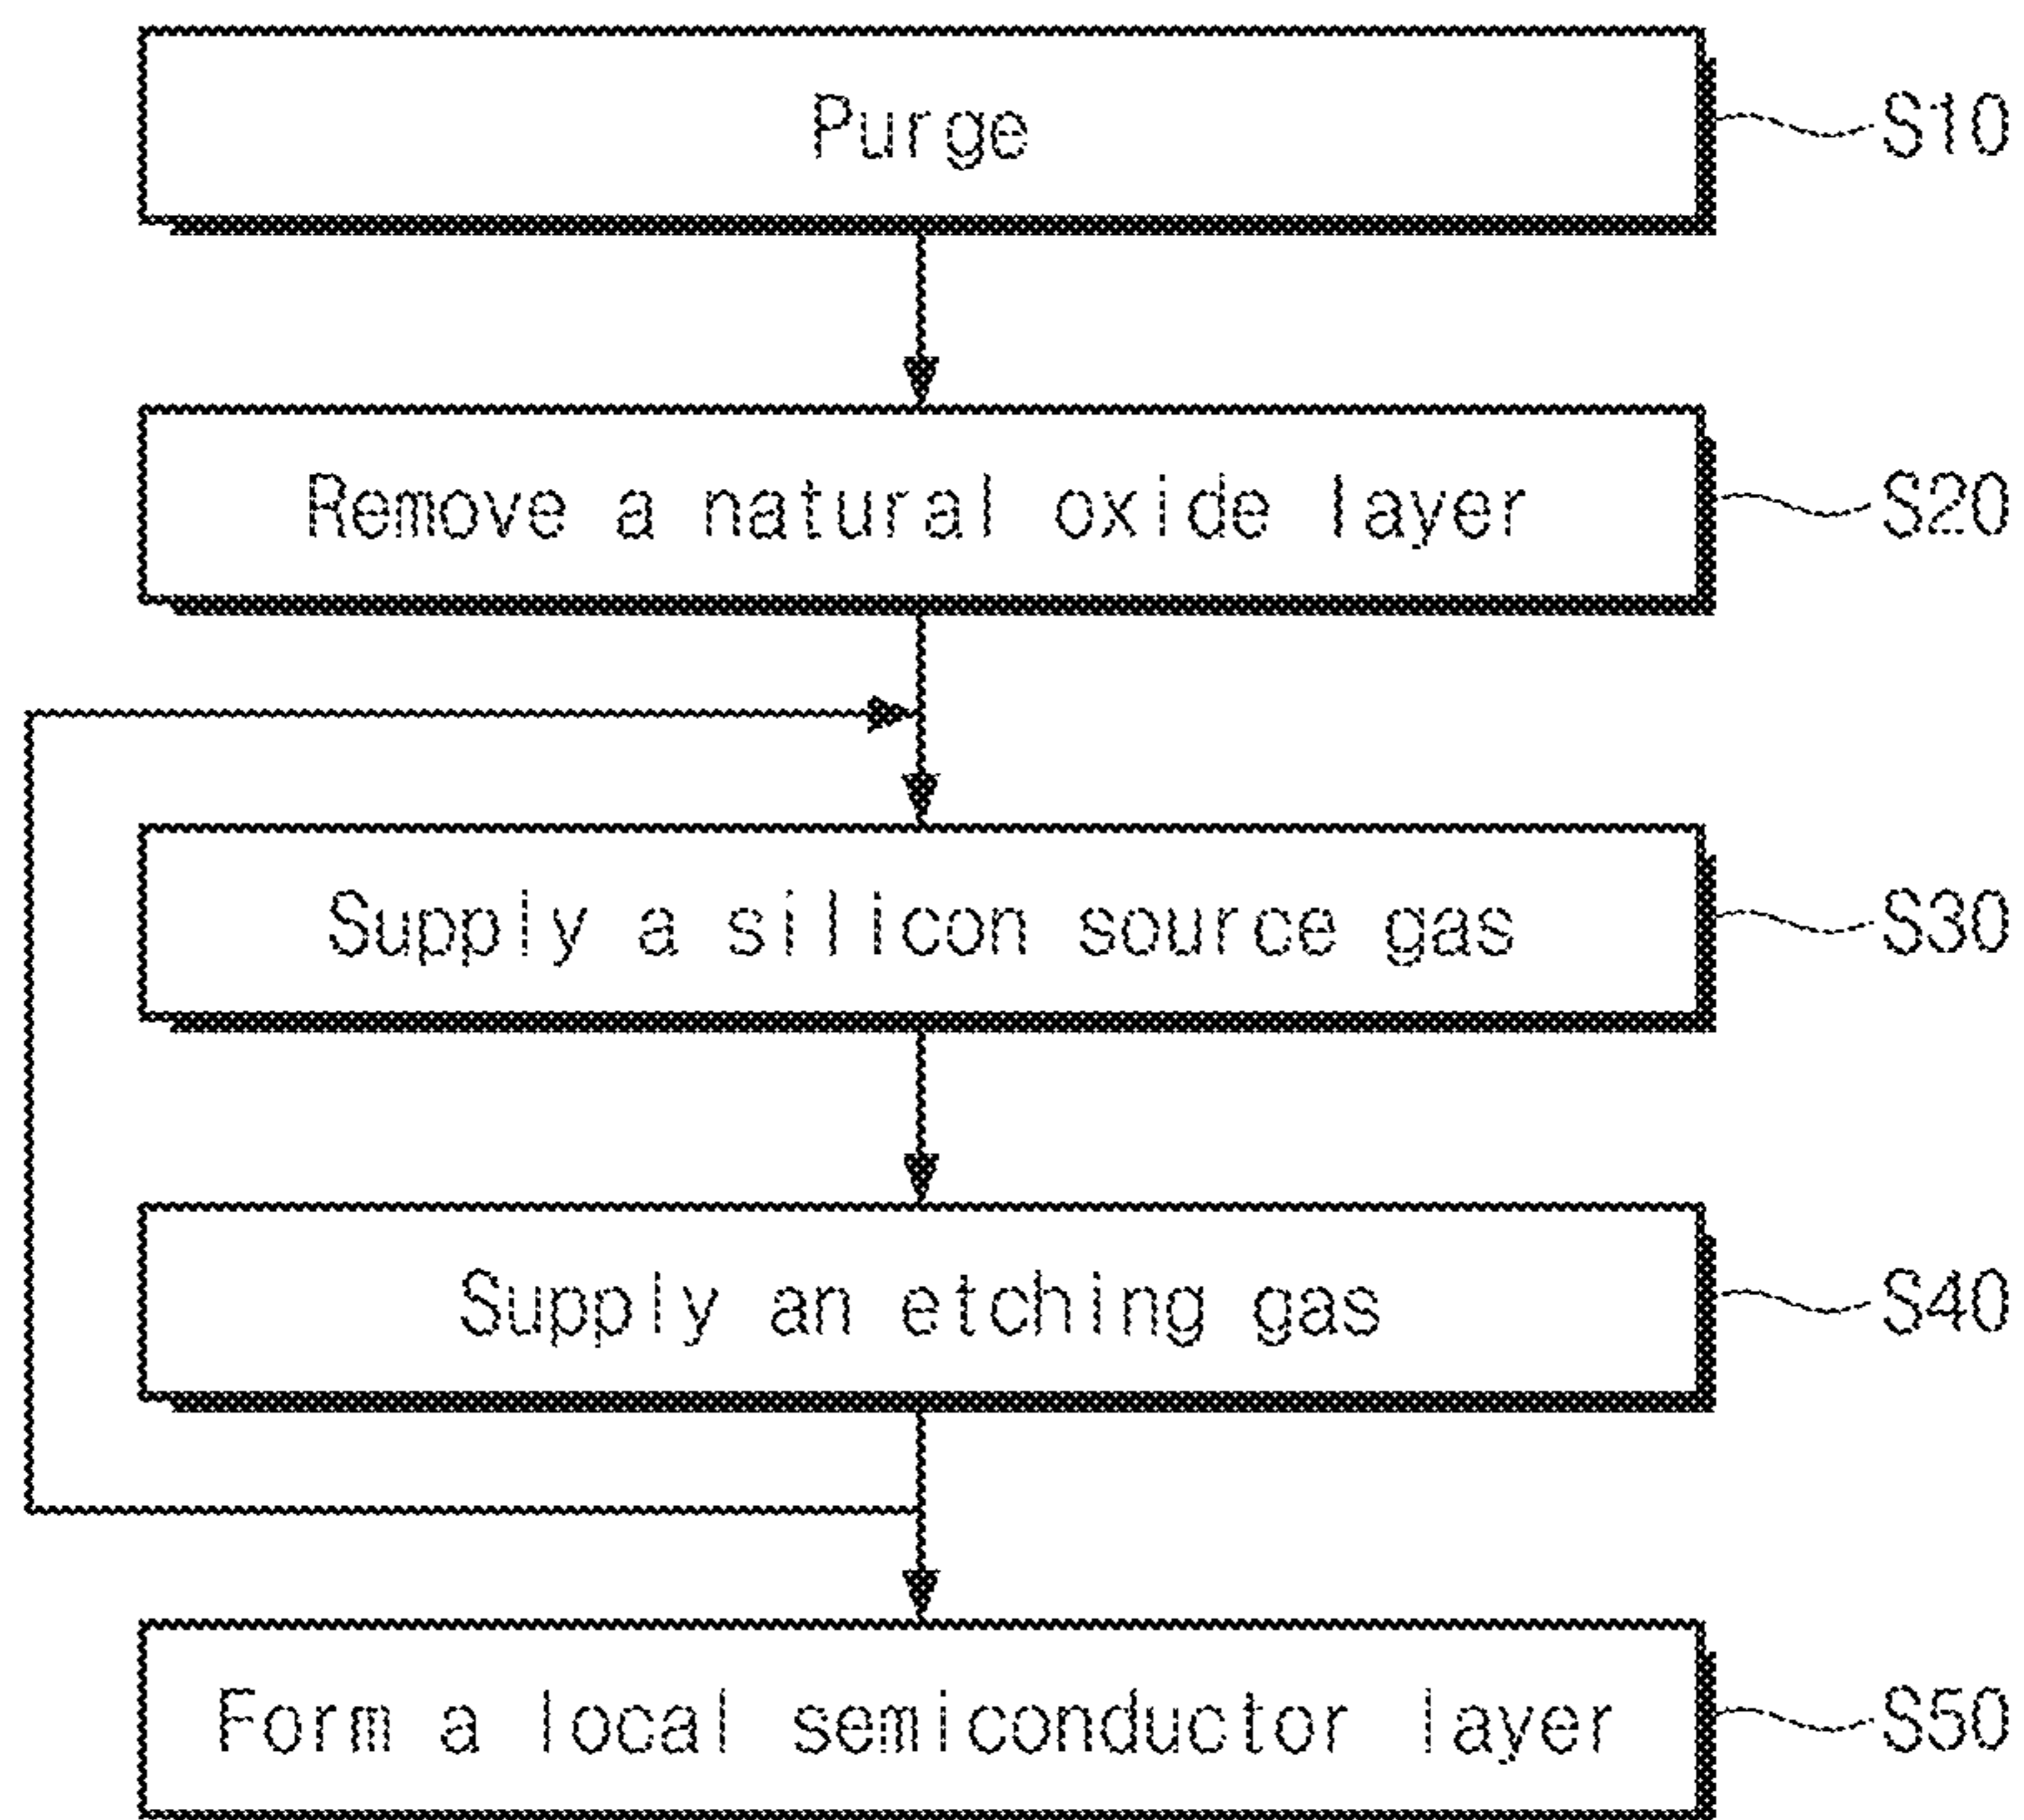 Purge S10
Remove a natural oxide layer S20
Supply a silicon source gas S30
Supply an etching gas S40
Form a local semiconductor layer S50